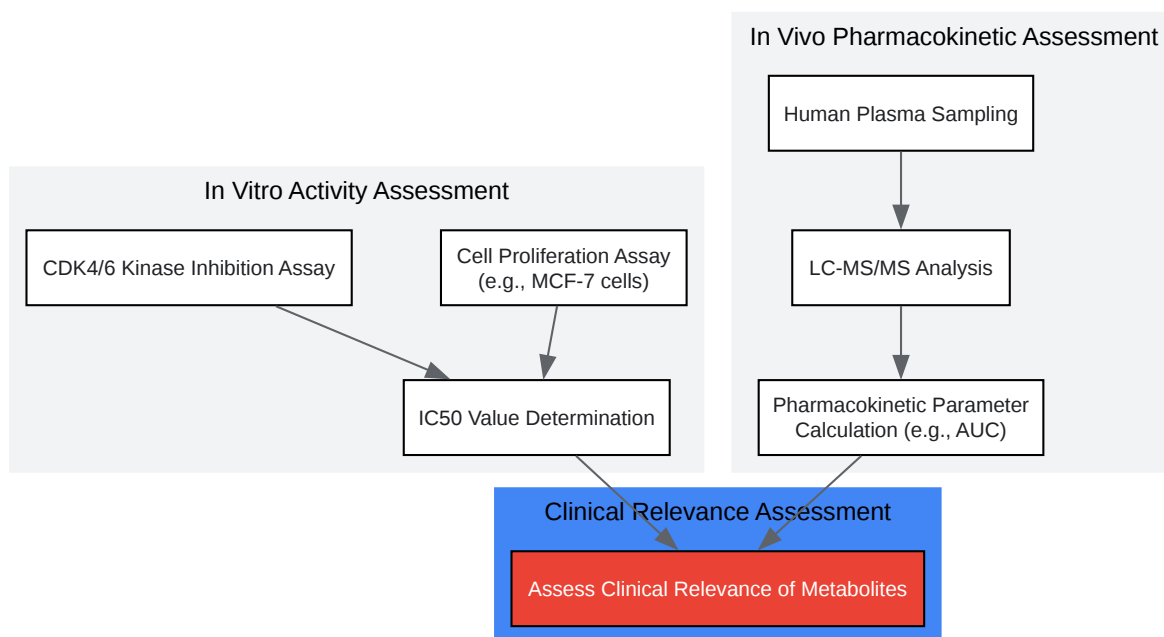 In Vivo Pharmacokinetic Assessment
Human Plasma Sampling
In Vitro Activity Assessment
CDK4/6 Kinase Inhibition Assay
Cell Proliferation Assay
(e.g., MCF-7 cells)
LC-MS/MS Analysis
IC50 Value Determination
Pharmacokinetic Parameter
Calculation (e.g., AUC)
Clinical Relevance Assessment
Assess Clinical Relevance of Metabolites